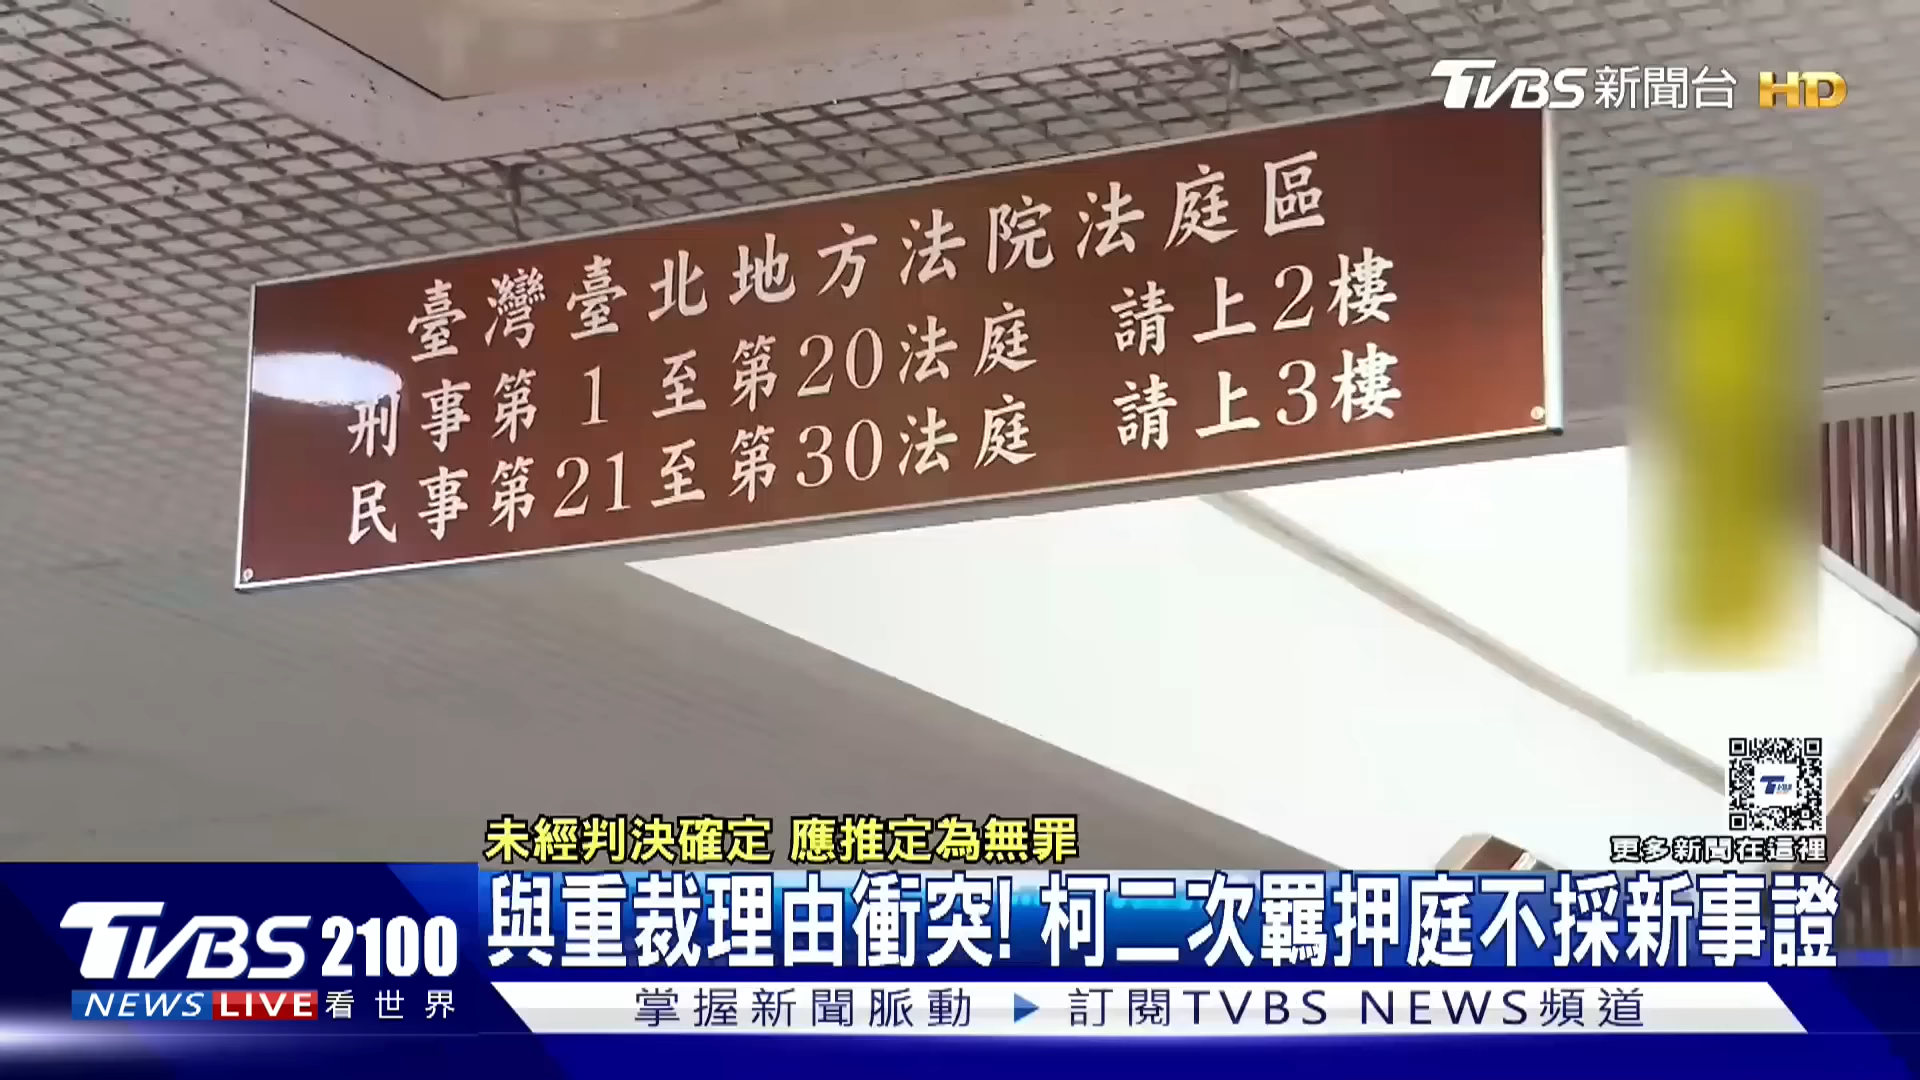 TVBS新聞台 HD
臺灣臺北地方法院法庭區
刑事第 1 至第20法庭 請上2樓
民事第21至第30法庭 請上3樓
TVBS
更多新聞在這裡
未經判決確定 應推定為無罪
與重裁理由衝突! 柯二次羈押庭不採新事證
TVBS 2100
NEWS LIVE 看世界
掌握新聞脈動 ▶ 訂閱TVBS NEWS頻道